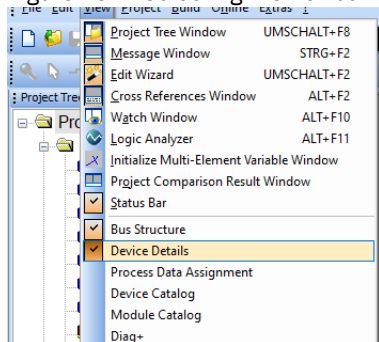 File Edit View Project Build Online Extras ?
Project Tree
Project Tree Window UMSCHALT+F8
Message Window STRG+F2
Edit Wizard UMSCHALT+F2
Cross References Window ALT+F2
Watch Window ALT+F10
Logic Analyzer ALT+F11
Initialize Multi-Element Variable Window
Project Comparison Result Window
Status Bar
Bus Structure
Device Details
Process Data Assignment
Device Catalog
Module Catalog
Diag+